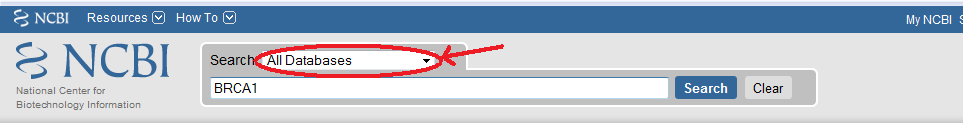 NCBI Resources How To My NCBI
NCBI
National Center for
Biotechnology Information
Search All Databases
BRCA1 Search Clear